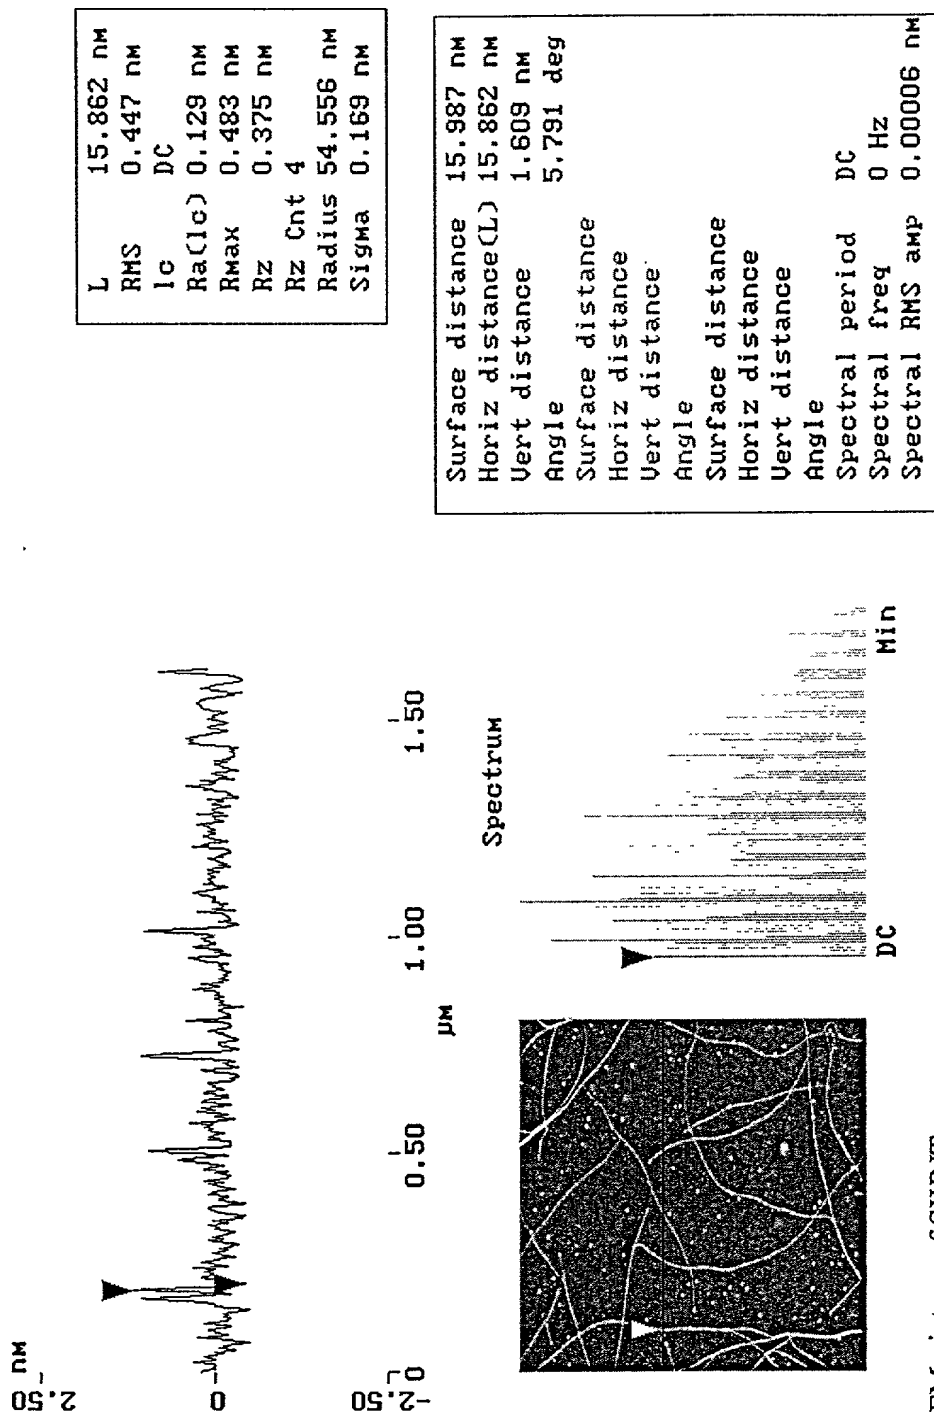 L 15.862 nm
RMS 0.447 nm
lc DC
Ra(lc) 0.129 nm
Rmax 0.483 nm
Rz 0.375 nm
Rz Cnt 4
Radius 54.556 nm
Sigma 0.169 nm
Surface distance 15.987 nm
Horiz distance(L) 15.862 nm
Vert distance 1.609 nm
Angle 5.791 deg
Surface distance
Horiz distance
Vert distance
Angle
Surface distance
Horiz distance
Vert distance
Angle
Spectral period DC
Spectral freq 0 Hz
Spectral RMS amp 0.00006 nm
nm
2.50
0
-2.50
0
0.50
1.00
1.50
µm
Spectrum
DC
Min